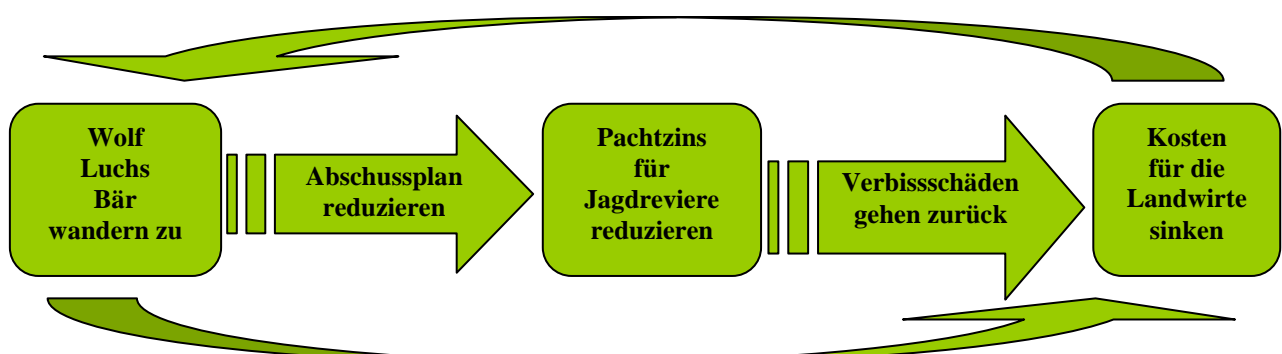 Wolf
Luchs
Bär
wandern zu
Abschussplan
reduzieren
Pachtzins
für
Jagdreviere
reduzieren
Verbissschäden
gehen zurück
Kosten
für die
Landwirte
sinken